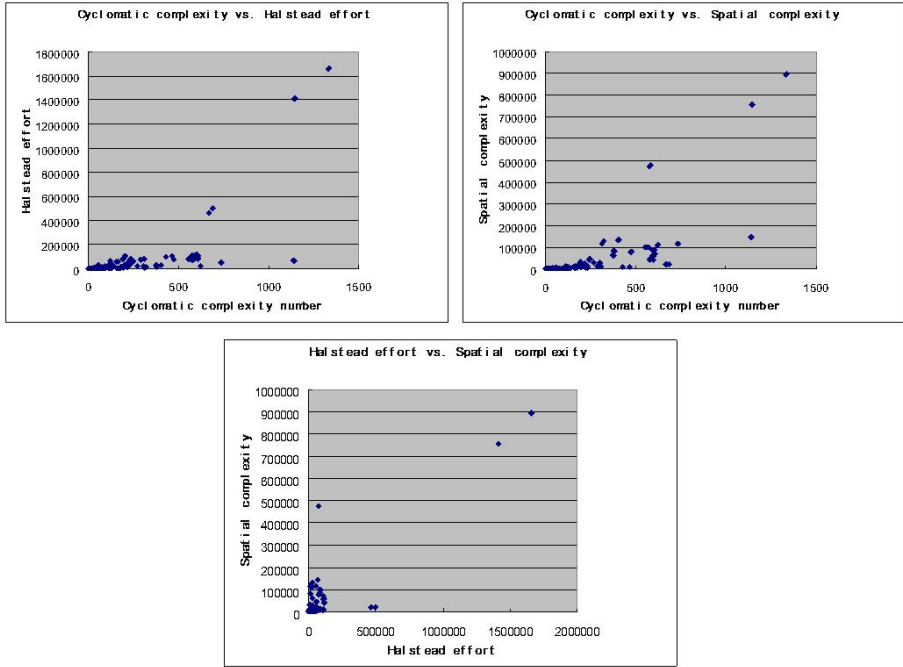 Cyclomatic complexity vs. Halstead effort
Halstead effort
1800000
1600000
1400000
1200000
1000000
800000
600000
400000
200000
0
0 500 1000 1500
Cyclomatic complexity number
Cyclomatic complexity vs. Spatial complexity
Spatial complexity
1000000
900000
800000
700000
600000
500000
400000
300000
200000
100000
0
0 500 1000 1500
Cyclomatic complexity number
Halstead effort vs. Spatial complexity
Spatial complexity
1000000
900000
800000
700000
600000
500000
400000
300000
200000
100000
0
0 500000 1000000 1500000 2000000
Halstead effort